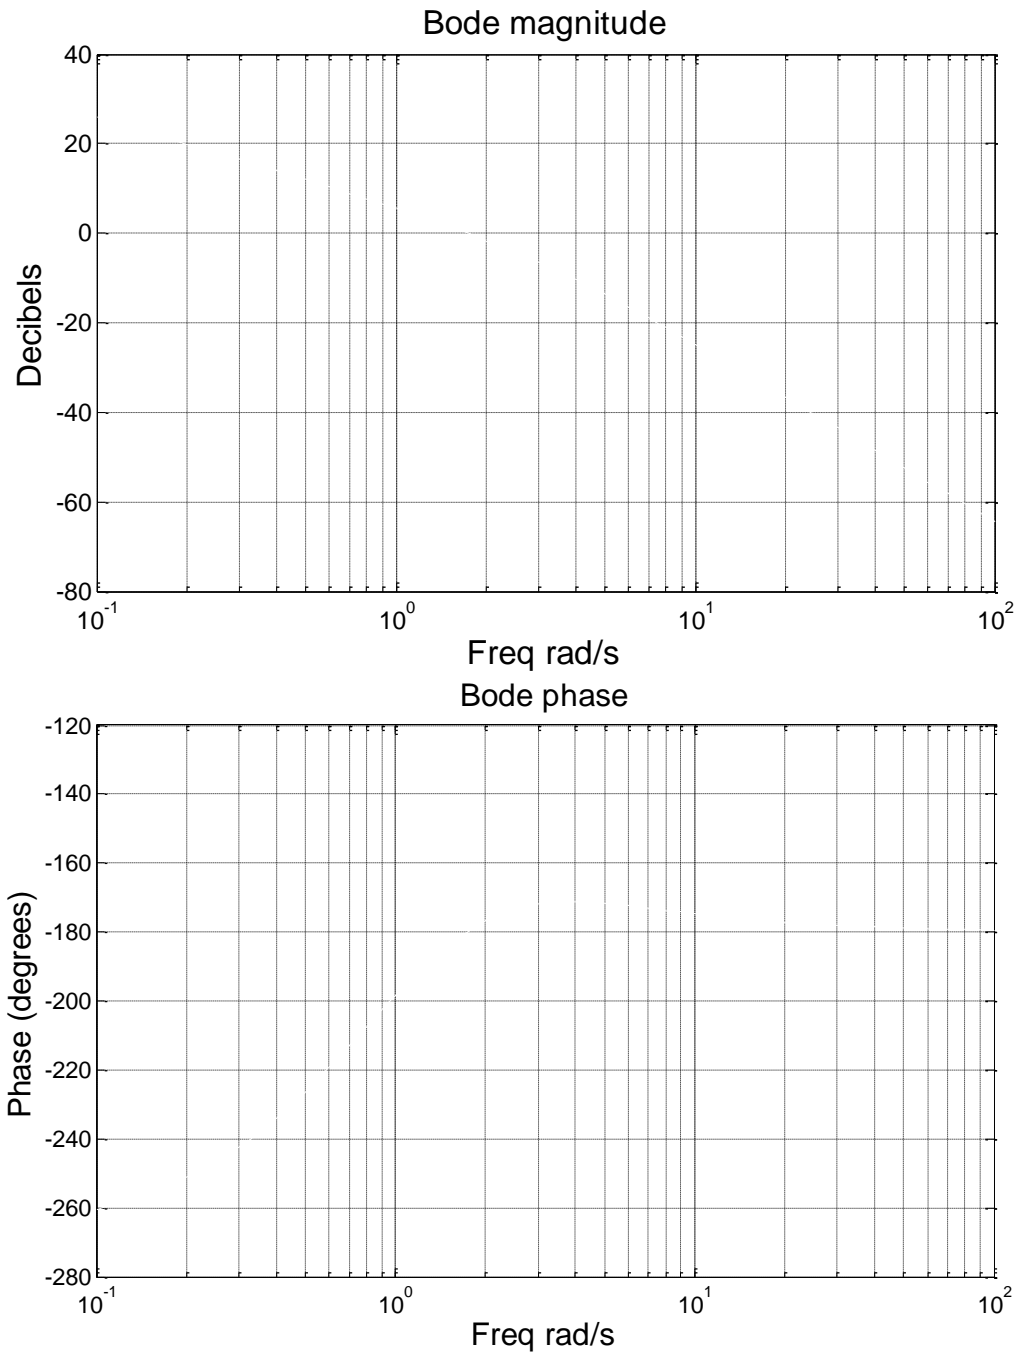 Bode magnitude
40
20
0
-20
-40
-60
-80
Decibels
10^-1 10^0 10^1 10^2
Freq rad/s
Bode phase
-120
-140
-160
-180
-200
-220
-240
-260
-280
Phase (degrees)
10^-1 10^0 10^1 10^2
Freq rad/s